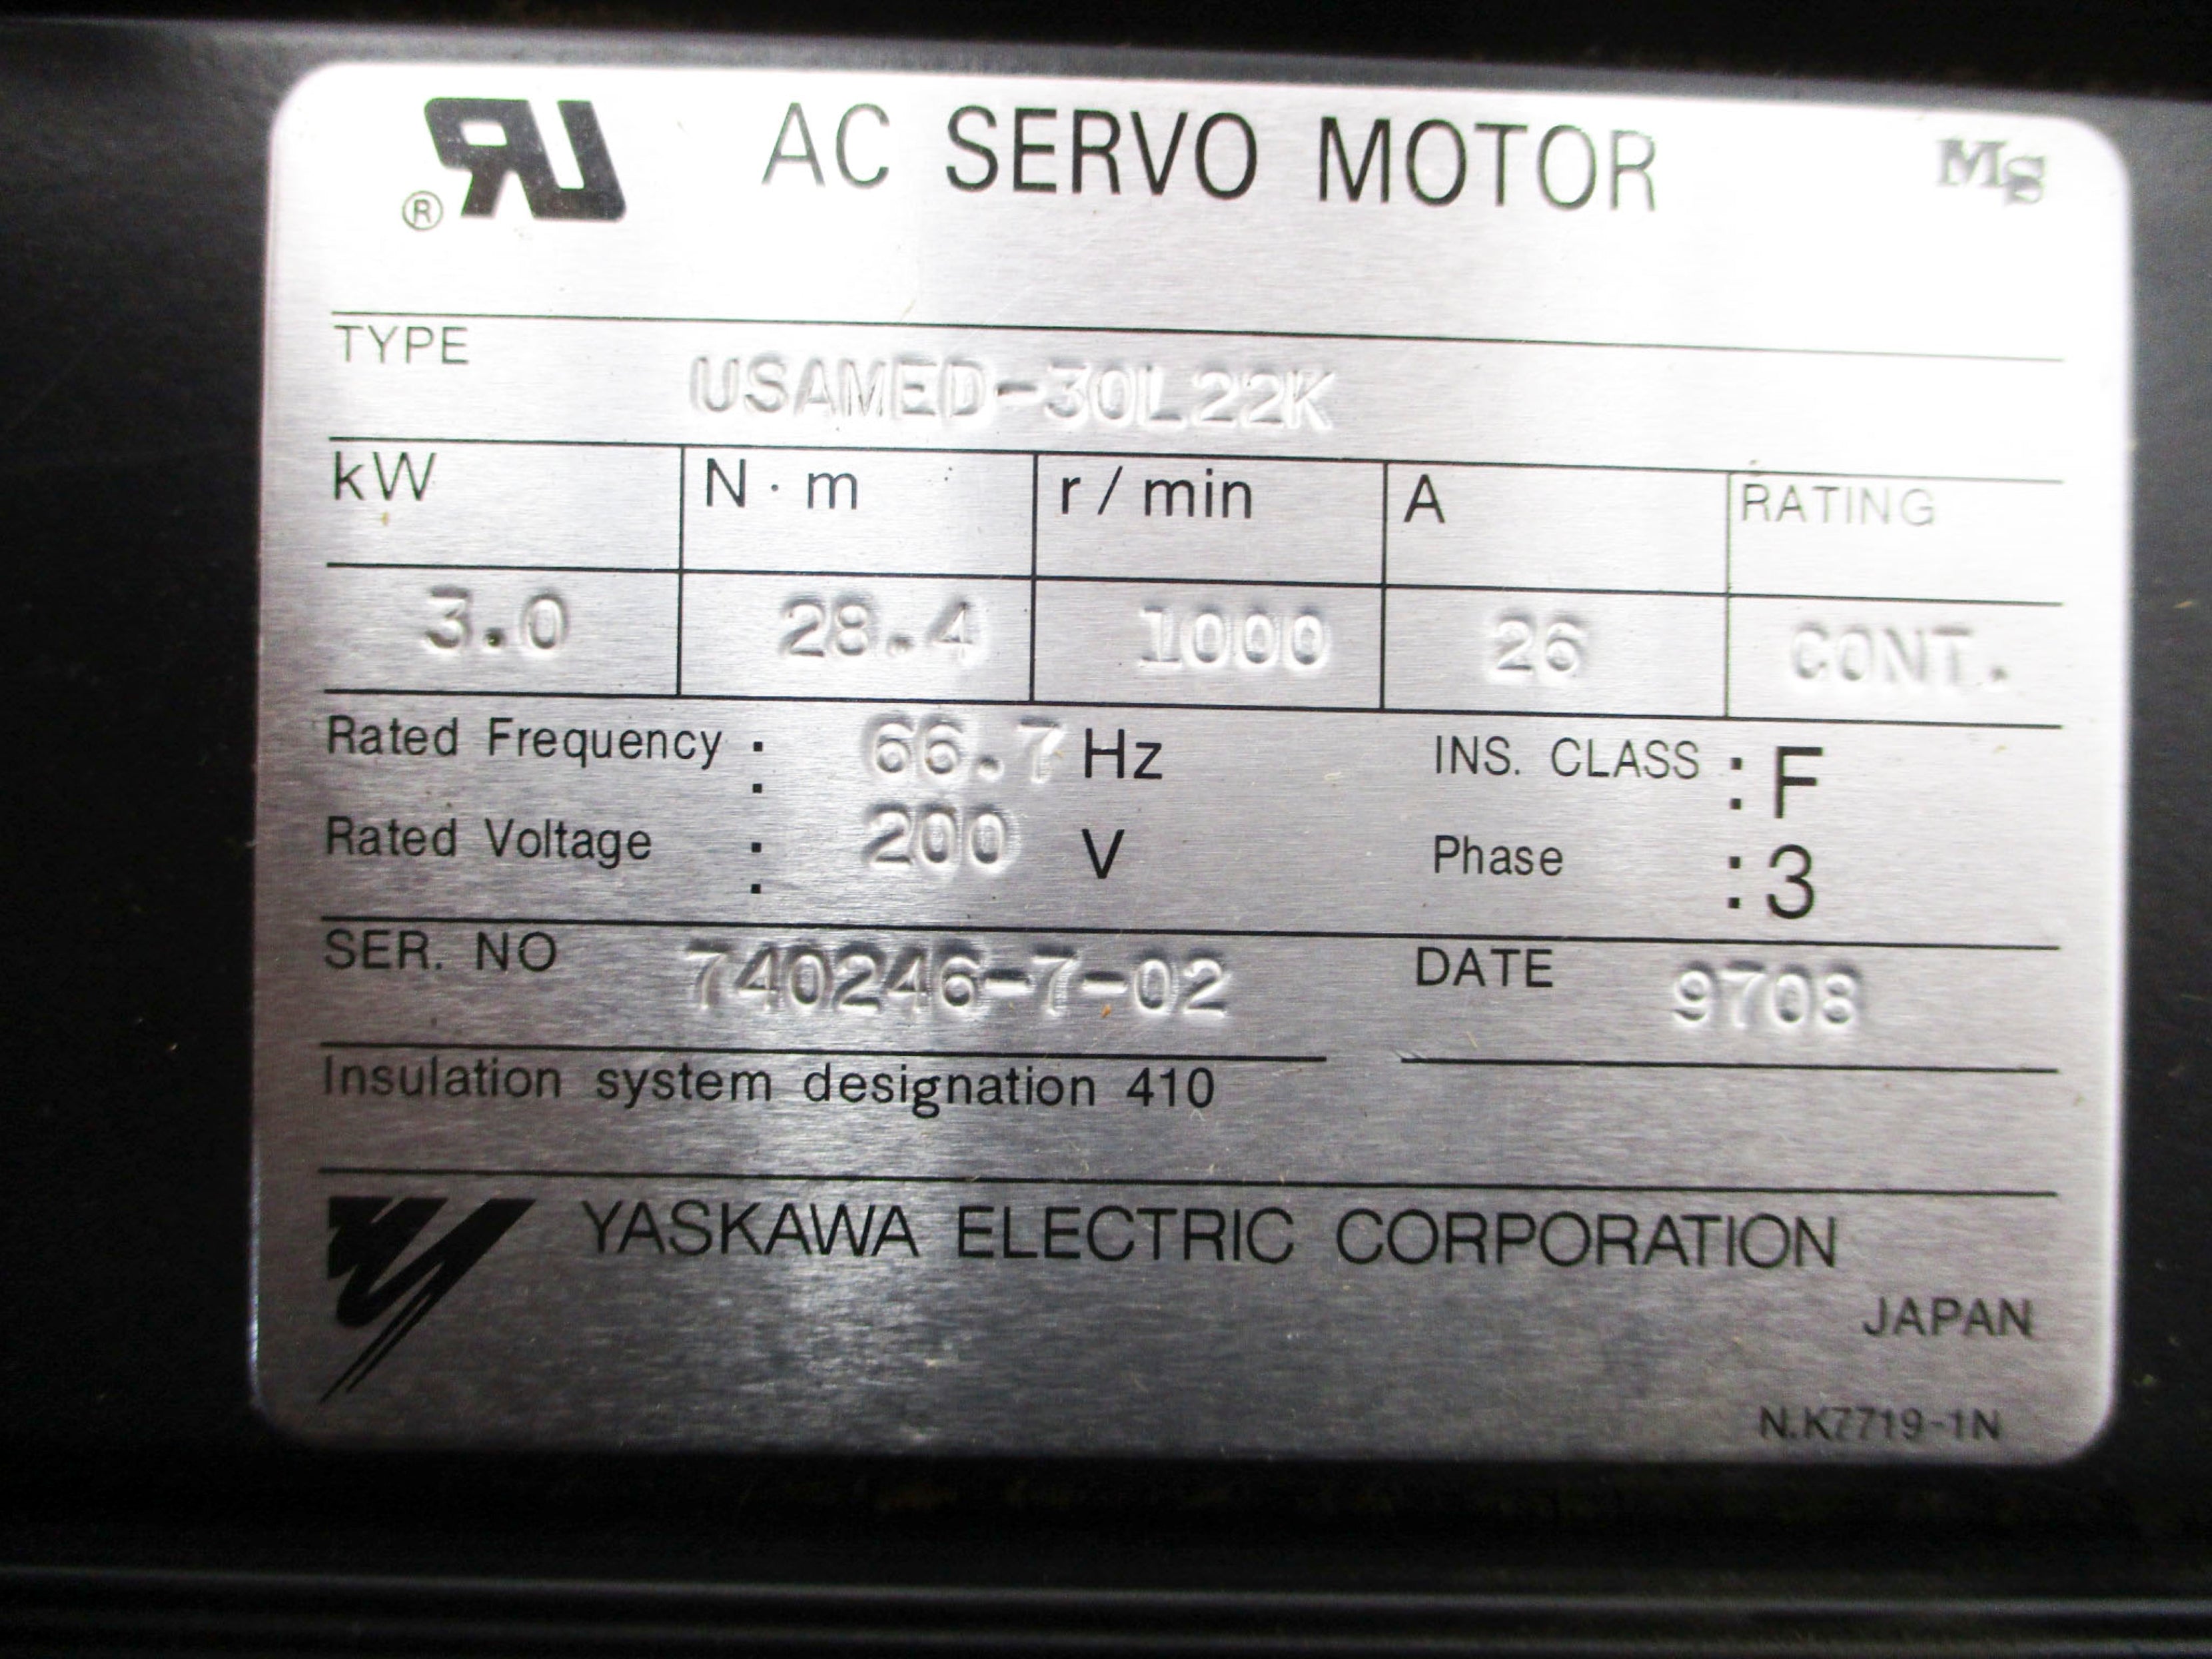 RU ® AC SERVO MOTOR MS
TYPE USAMED-30L22K
kW N·m r/min A RATING
3.0 28.4 1000 26 CONT.
Rated Frequency : 66.7 Hz INS. CLASS : F
Rated Voltage : 200 V Phase : 3
SER. NO 740246-7-02 DATE 9708
Insulation system designation 410
YASKAWA ELECTRIC CORPORATION
JAPAN
N.K7719-1N